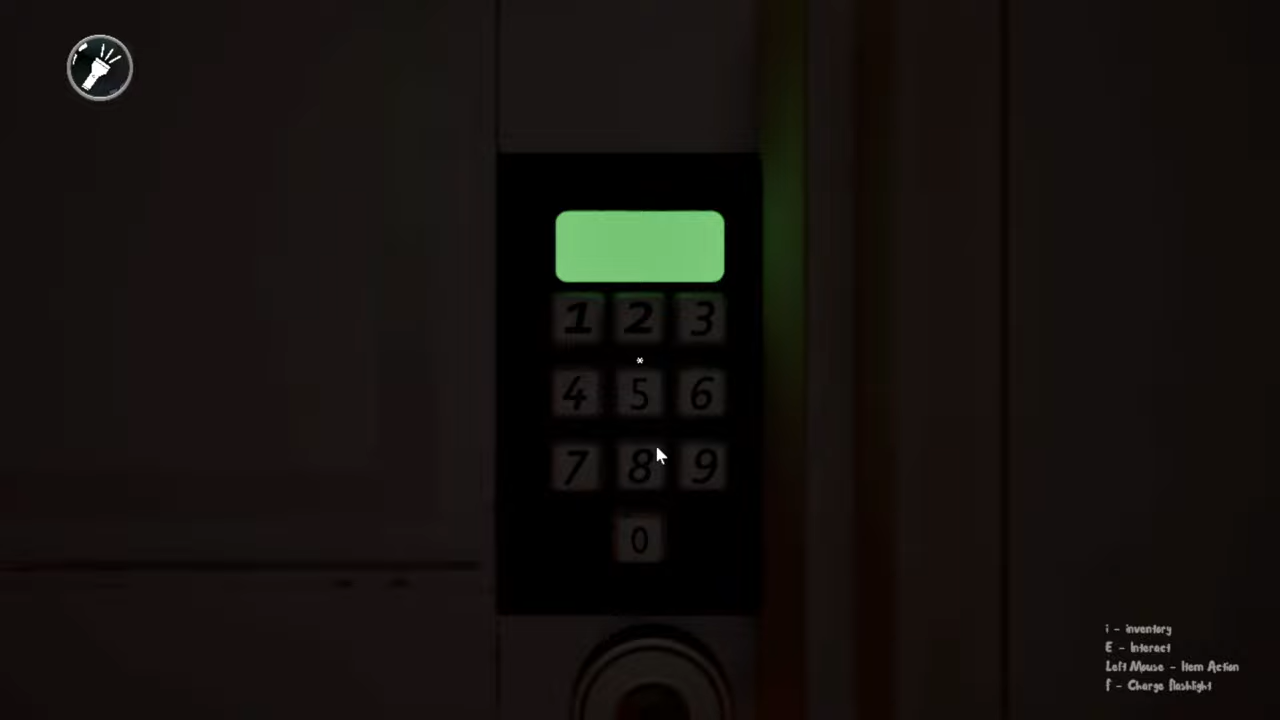 1 2 3
*
4 5 6
7 8 9
0
i - inventory
E - Interact
Left Mouse - Item Action
f - Charge flashlight